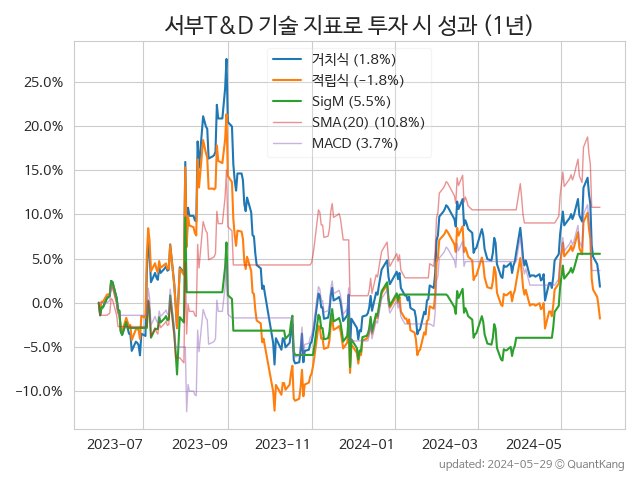 서부T&D 기술 지표로 투자 시 성과 (1년)
거치식 (1.8%)
적립식 (-1.8%)
SigM (5.5%)
SMA(20) (10.8%)
MACD (3.7%)
25.0%
20.0%
15.0%
10.0%
5.0%
0.0%
−5.0%
−10.0%
2023-07 2023-09 2023-11 2024-01 2024-03 2024-05
updated: 2024-05-29 © QuantKang